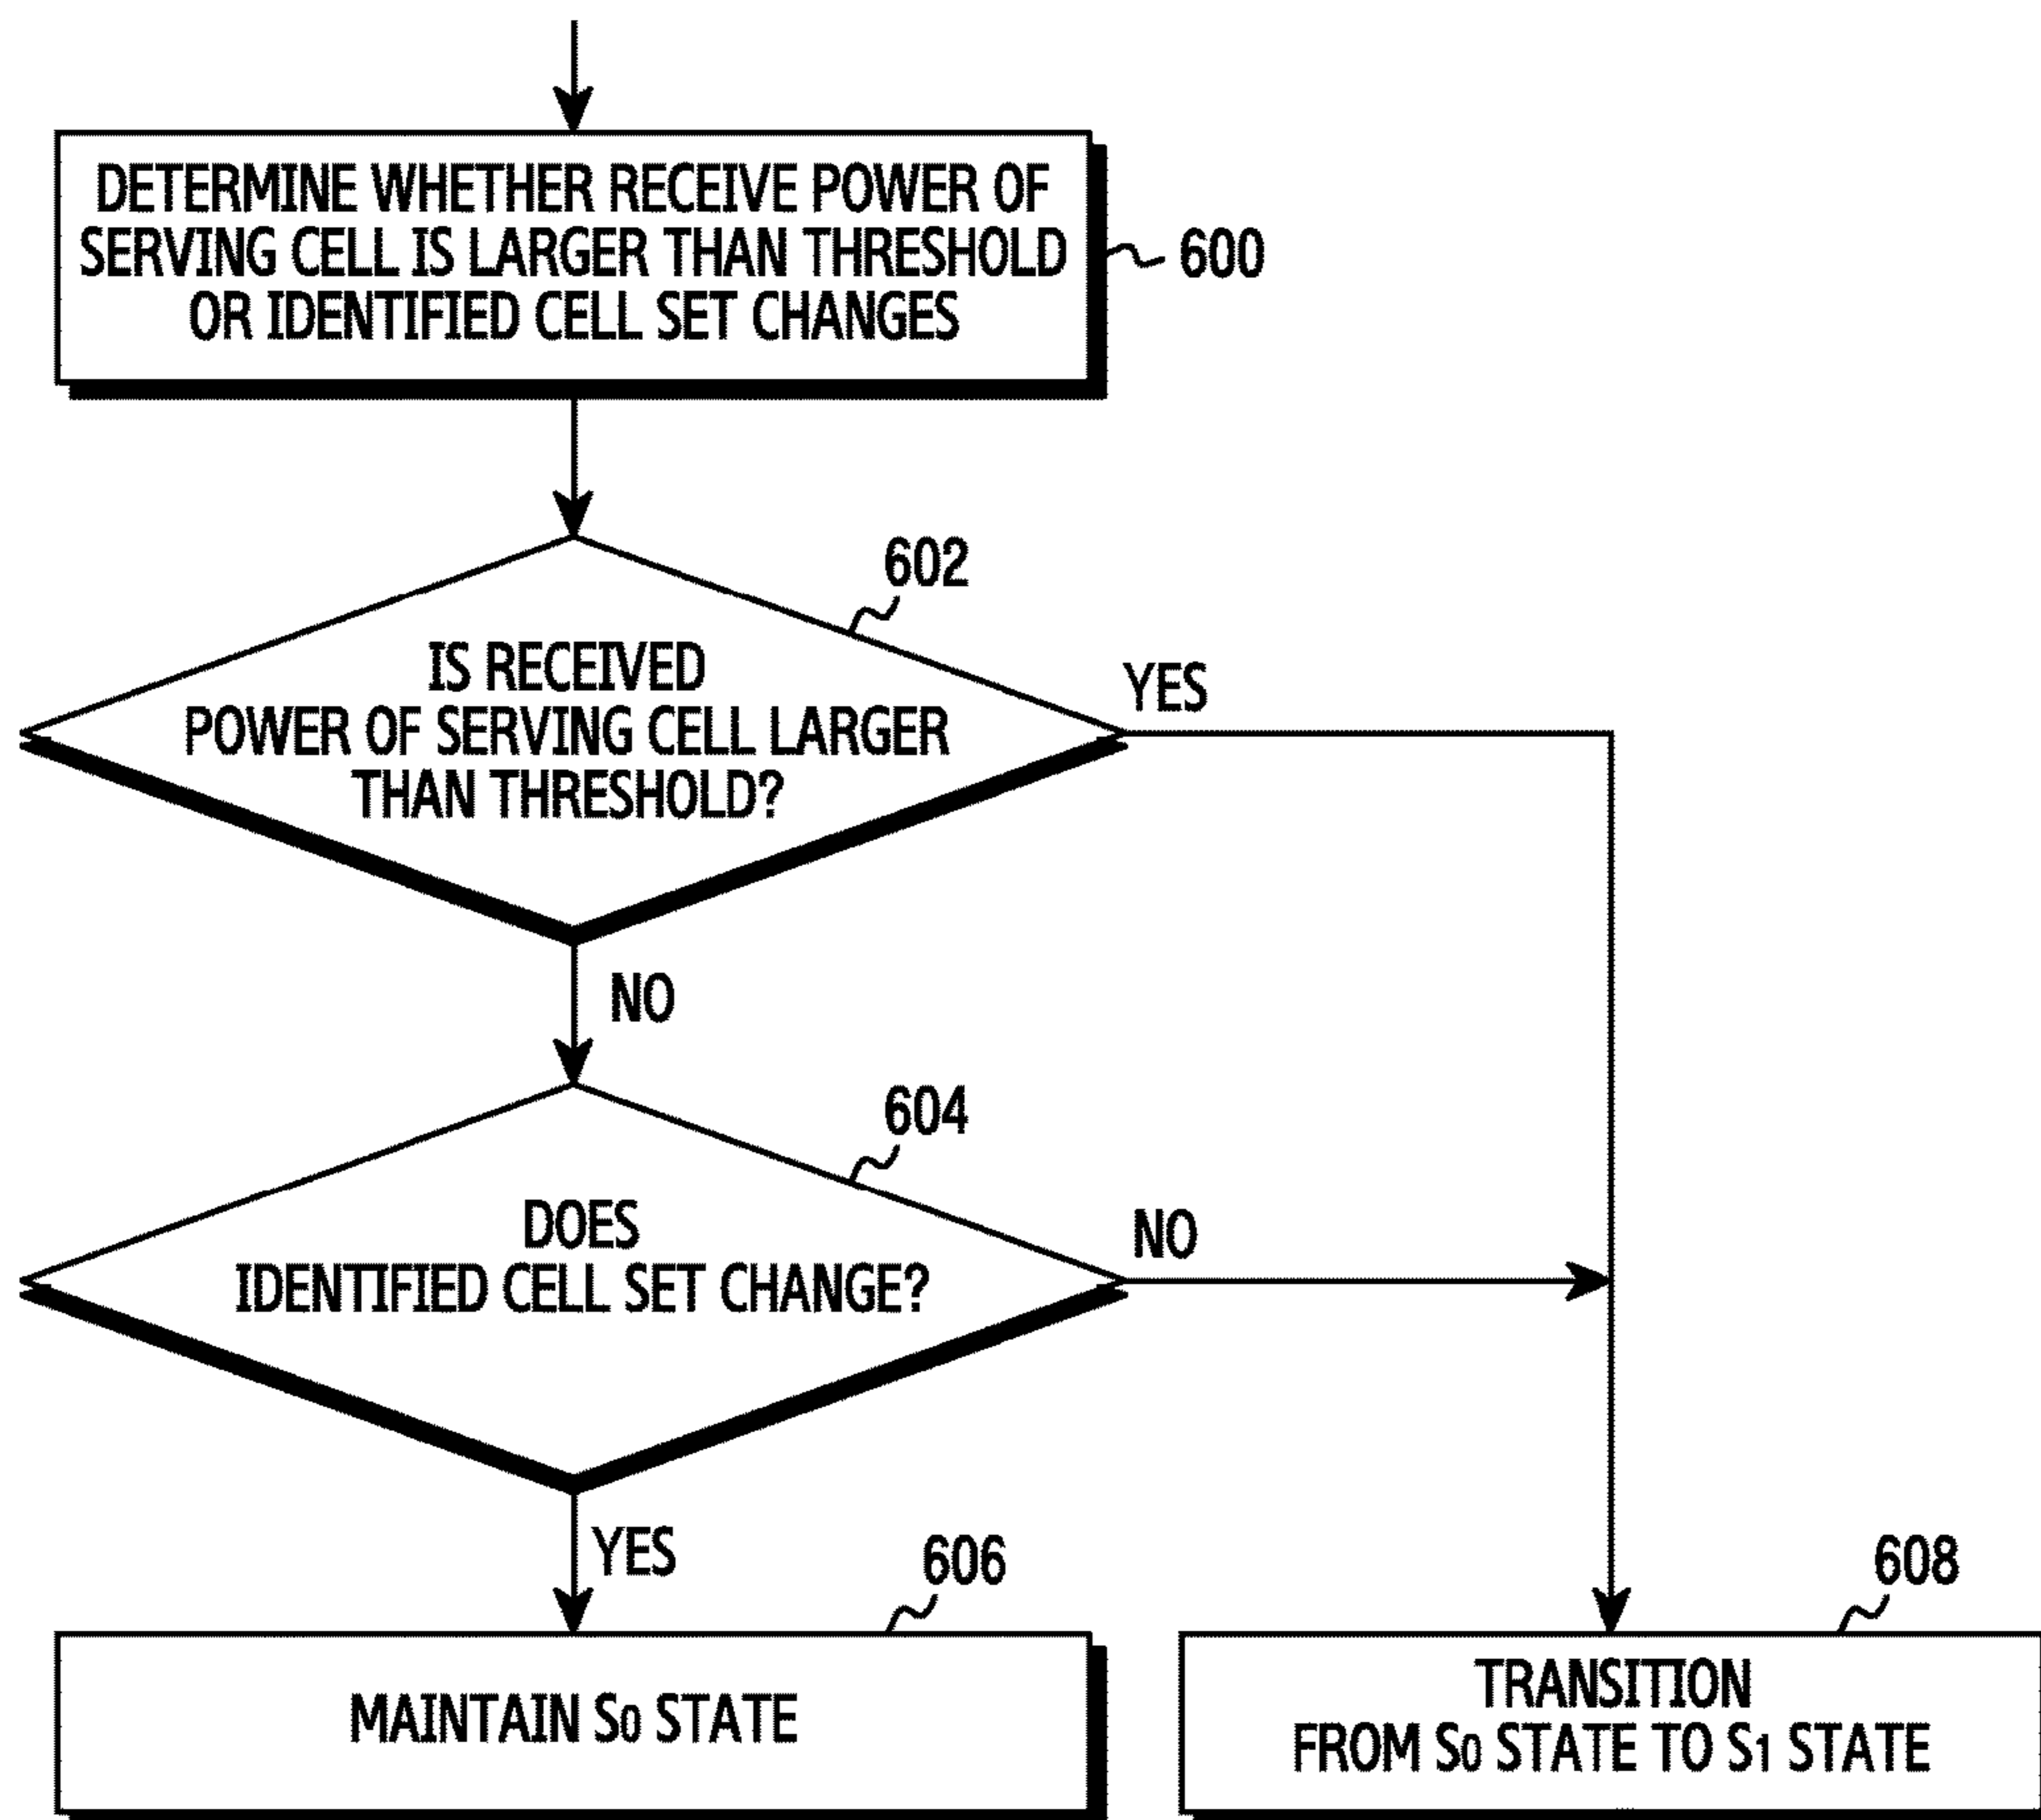 DETERMINE WHETHER RECEIVE POWER OF
SERVING CELL IS LARGER THAN THRESHOLD
OR IDENTIFIED CELL SET CHANGES
600
602
IS RECEIVED
POWER OF SERVING CELL LARGER
THAN THRESHOLD?
YES
NO
604
DOES
IDENTIFIED CELL SET CHANGE?
NO
YES
606
MAINTAIN S0 STATE
608
TRANSITION
FROM S0 STATE TO S1 STATE